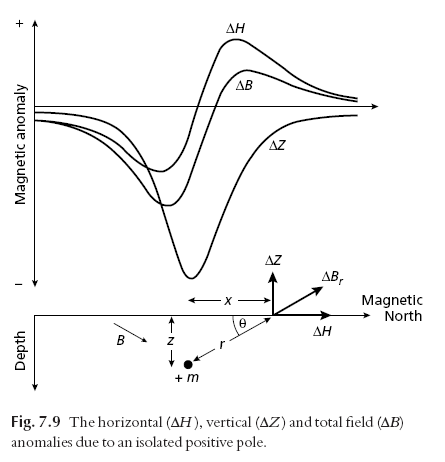 +
Magnetic anomaly
−
ΔH
ΔB
ΔZ
ΔZ
ΔBr
x
Magnetic
North
θ
ΔH
Depth
B
z
r
+ m
Fig. 7.9 The horizontal (ΔH), vertical (ΔZ) and total field (ΔB)
anomalies due to an isolated positive pole.